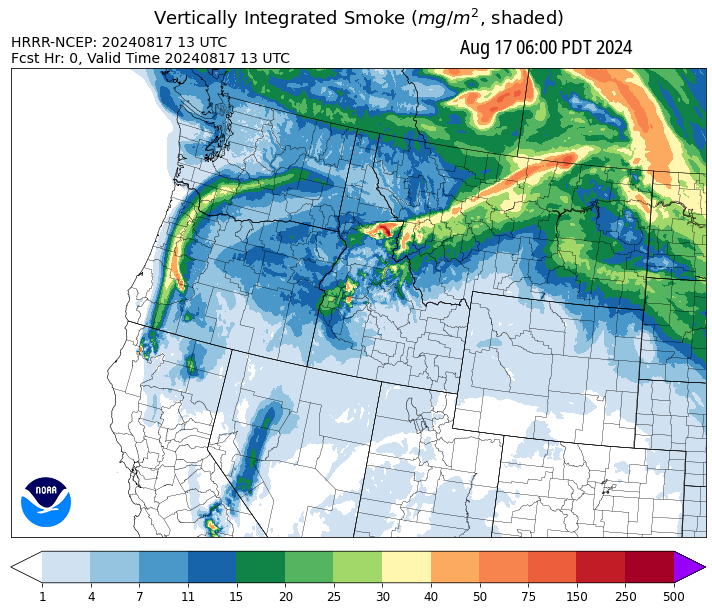 Vertically Integrated Smoke (mg/m², shaded)
HRRR-NCEP: 20240817 13 UTC
Aug 17 06:00 PDT 2024
Fcst Hr: 0, Valid Time 20240817 13 UTC
NOAA
1 4 7 11 15 20 25 30 40 50 75 150 250 500